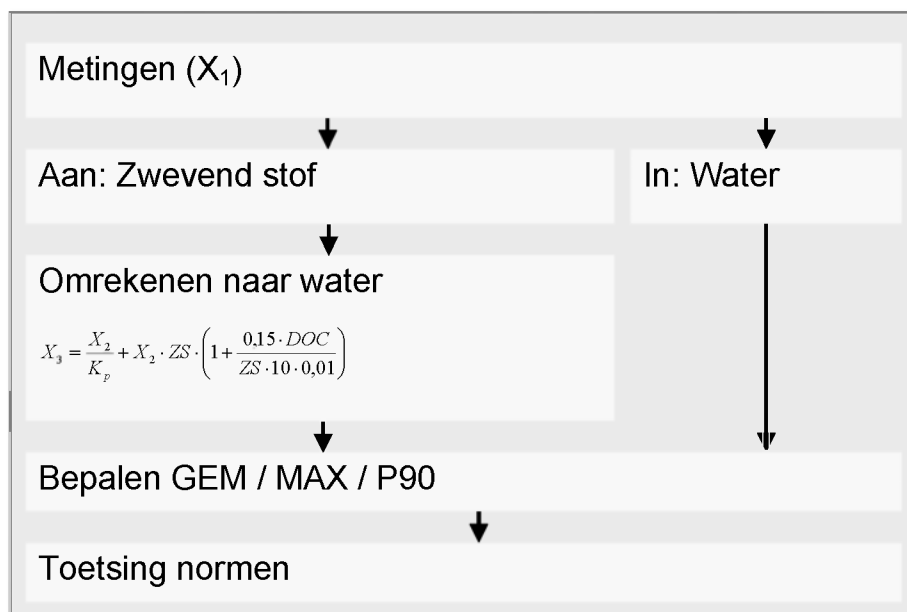 Metingen (X₁)
Aan: Zwevend stof
In: Water
Omrekenen naar water
X₃ = X₂ / K_p + X₂ · ZS · (1 + 0,15 · DOC / ZS · 10 · 0,01)
Bepalen GEM / MAX / P90
Toetsing normen